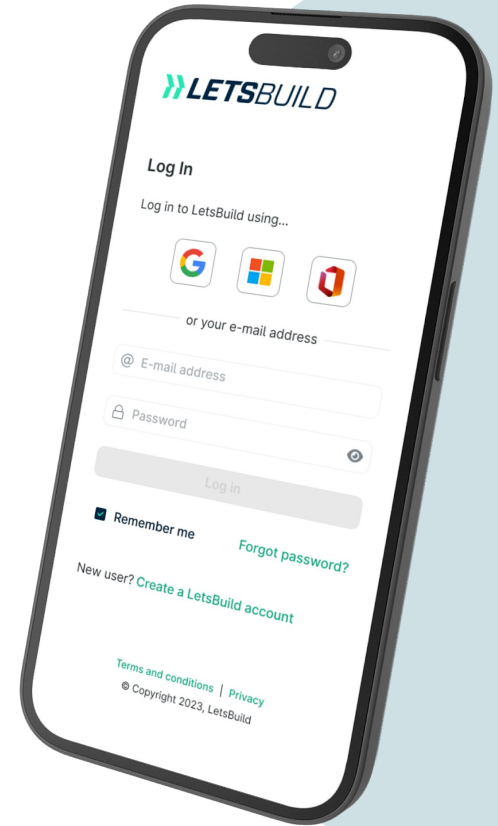 LETSBUILD
Log In
Log in to LetsBuild using...
or your e-mail address
@ E-mail address
Password
Log in
Remember me
Forgot password?
New user? Create a LetsBuild account
Terms and conditions | Privacy
© Copyright 2023, LetsBuild